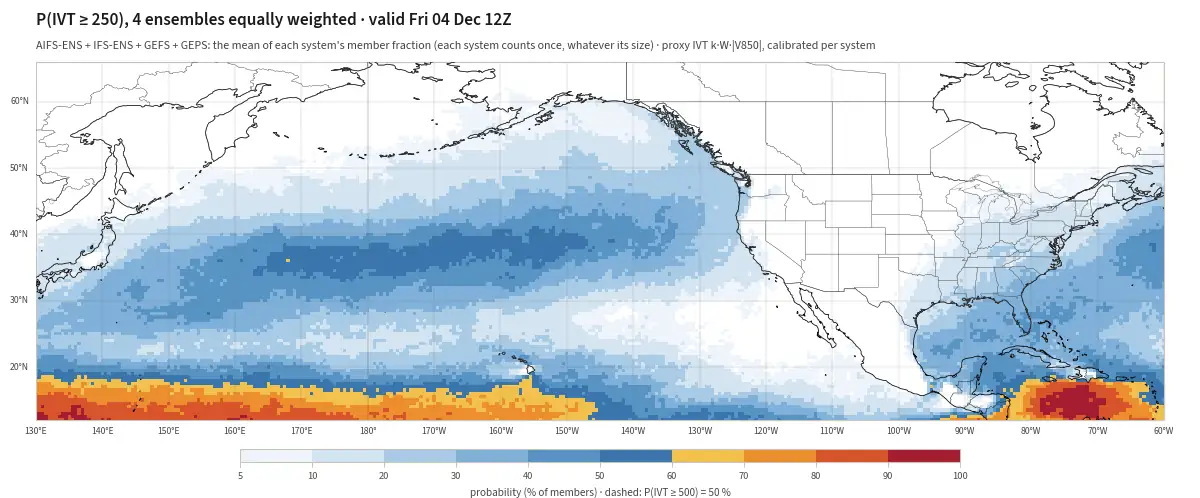 P(IVT ≥ 250), 4 ensembles equally weighted · valid Fri 04 Dec 12Z
AIFS-ENS + IFS-ENS + GEFS + GEPS: the mean of each system's member fraction (each system counts once, whatever its size) · proxy IVT k·W·|V850|, calibrated per system
60°N
50°N
40°N
30°N
20°N
130°E 140°E 150°E 160°E 170°E 180° 170°W 160°W 150°W 140°W 130°W 120°W 110°W 100°W 90°W 80°W 70°W 60°W
5 10 20 30 40 50 60 70 80 90 100
probability (% of members) · dashed: P(IVT ≥ 500) = 50 %